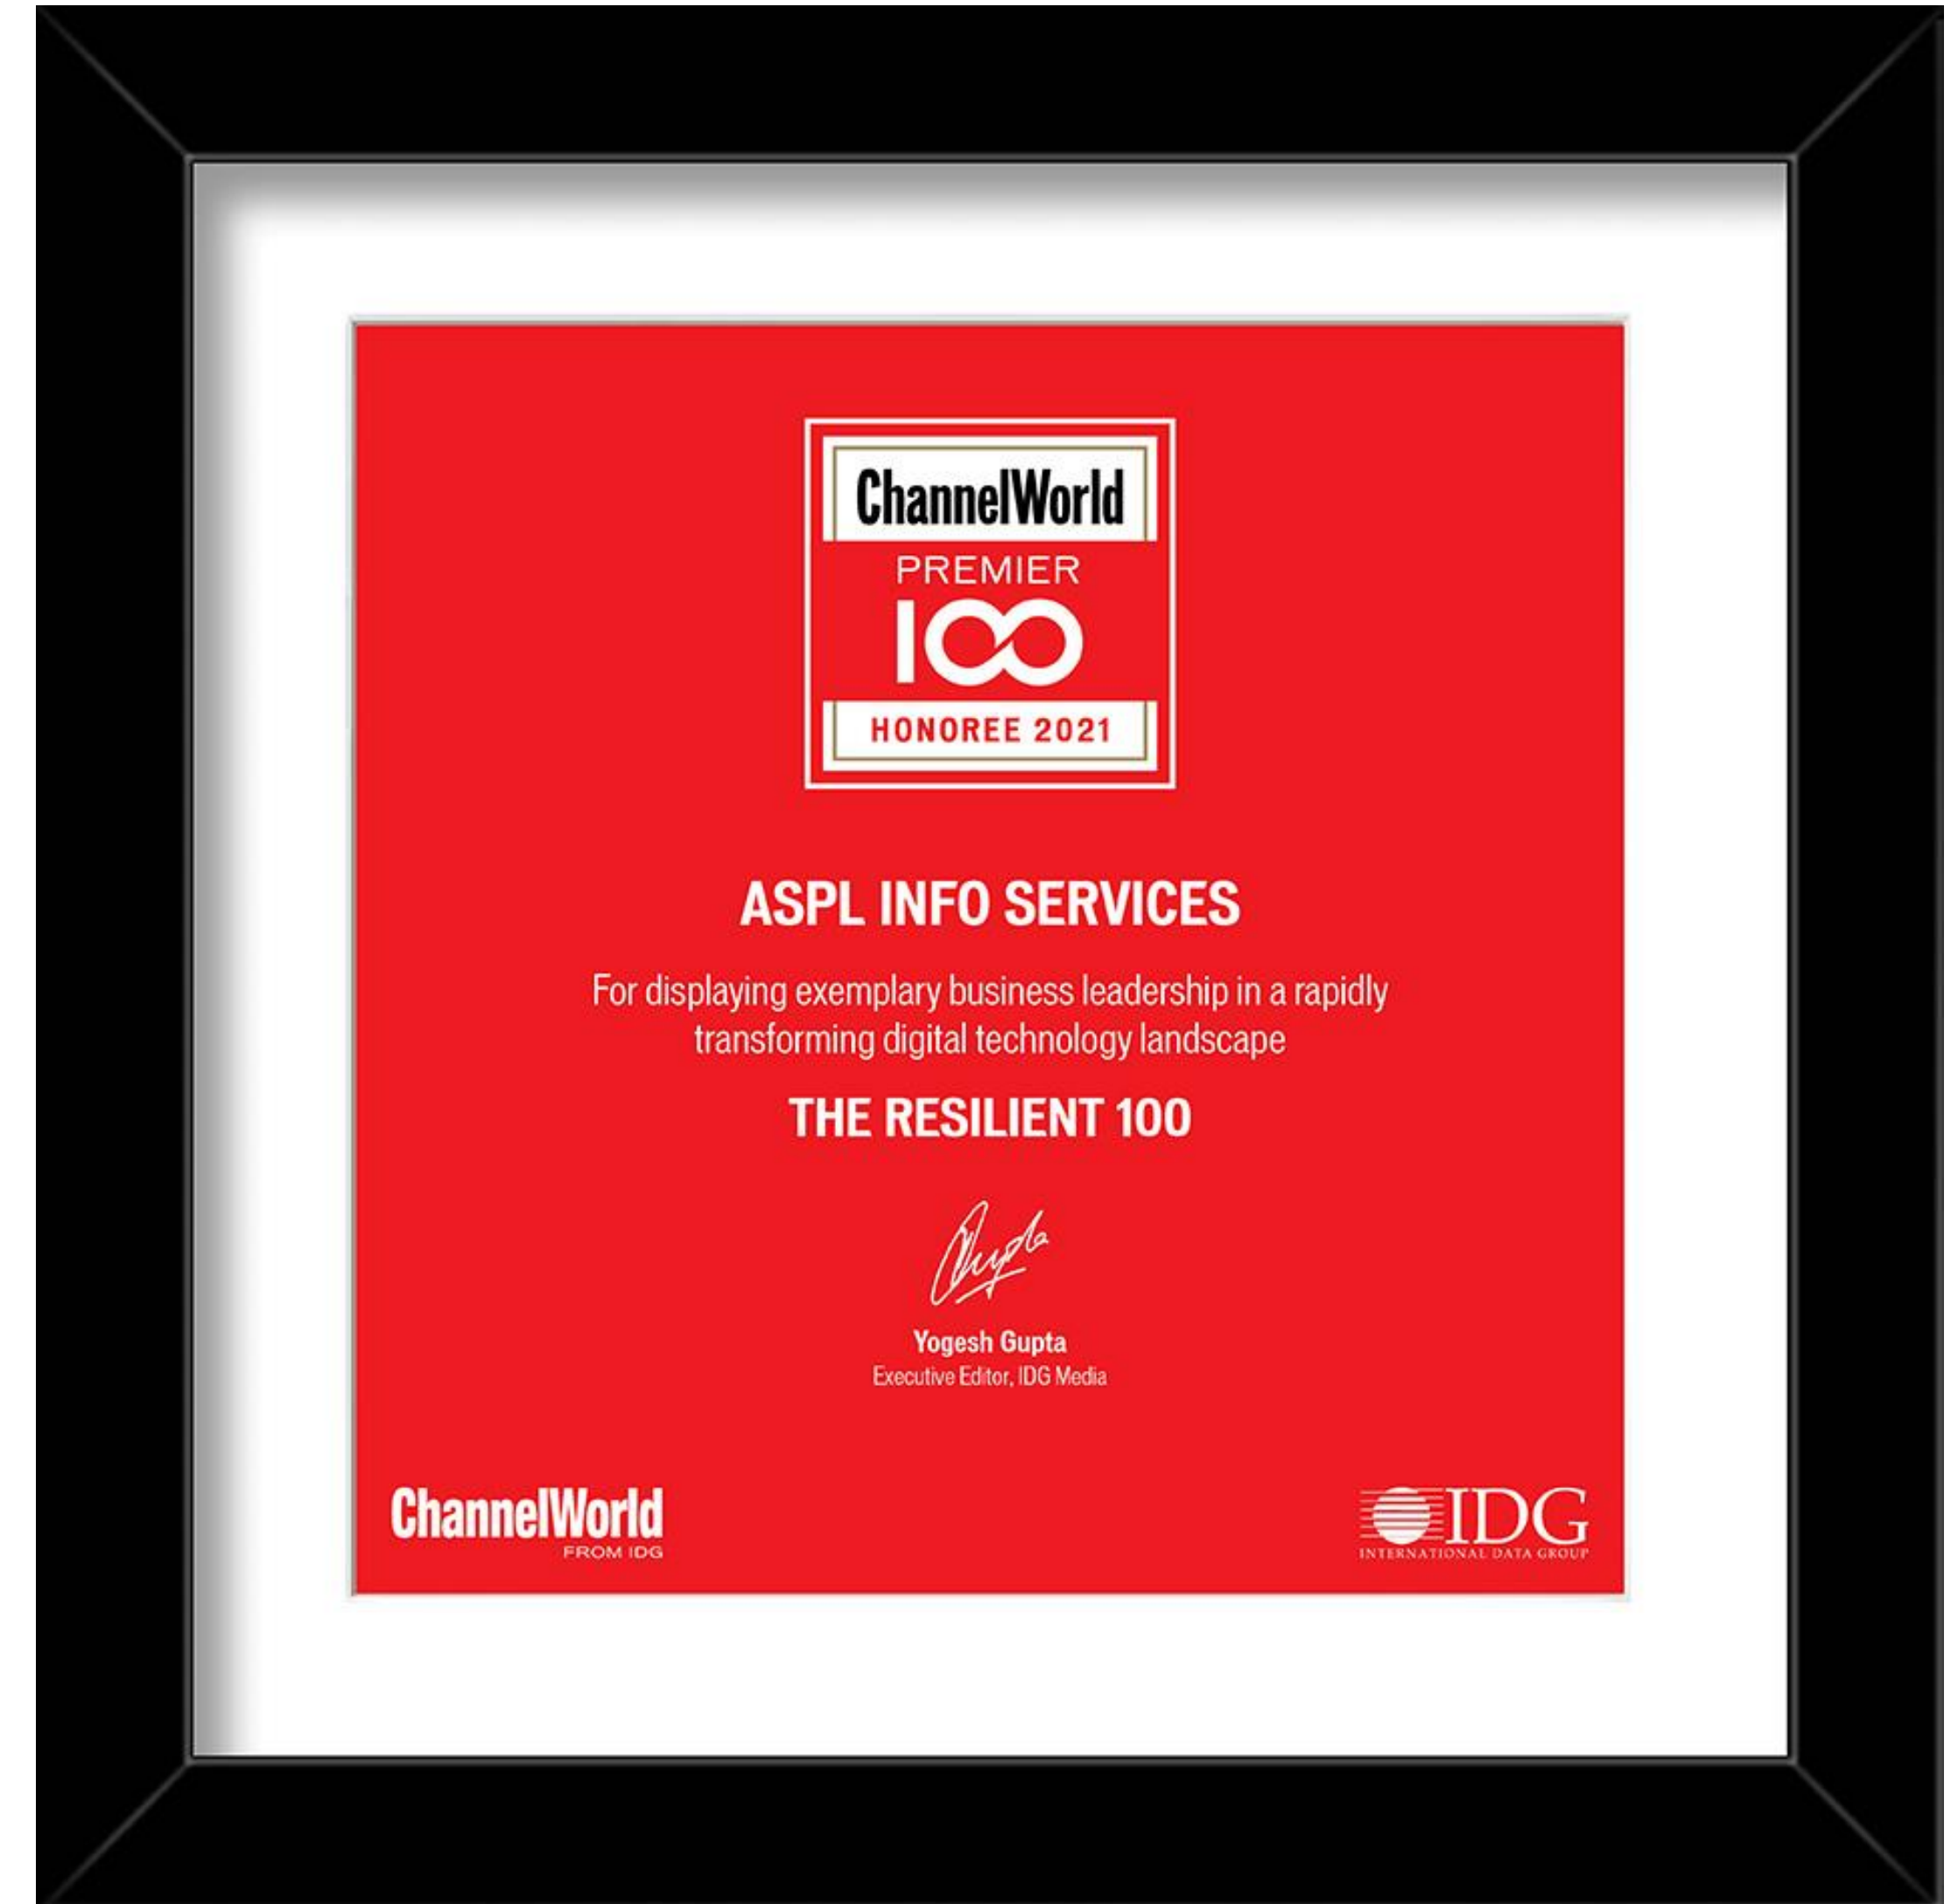 ChannelWorld
PREMIER
100
HONOREE 2021
ASPL INFO SERVICES
For displaying exemplary business leadership in a rapidly
transforming digital technology landscape
THE RESILIENT 100
Yogesh Gupta
Executive Editor, IDG Media
ChannelWorld
FROM IDG
IDG
INTERNATIONAL DATA GROUP